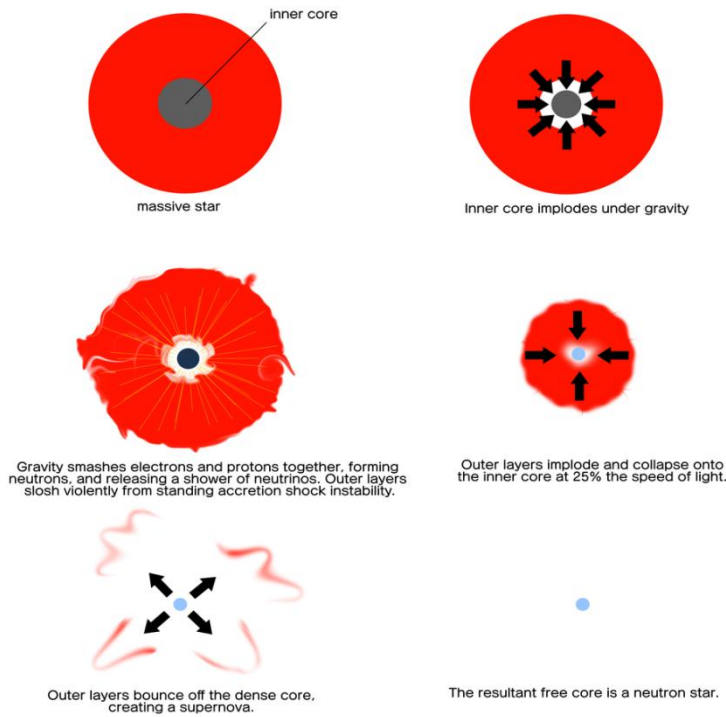 inner core
massive star
Inner core implodes under gravity
Gravity smashes electrons and protons together, forming
neutrons, and releasing a shower of neutrinos. Outer layers
slosh violently from standing accretion shock instability.
Outer layers implode and collapse onto
the inner core at 25% the speed of light.
Outer layers bounce off the dense core,
creating a supernova.
The resultant free core is a neutron star.